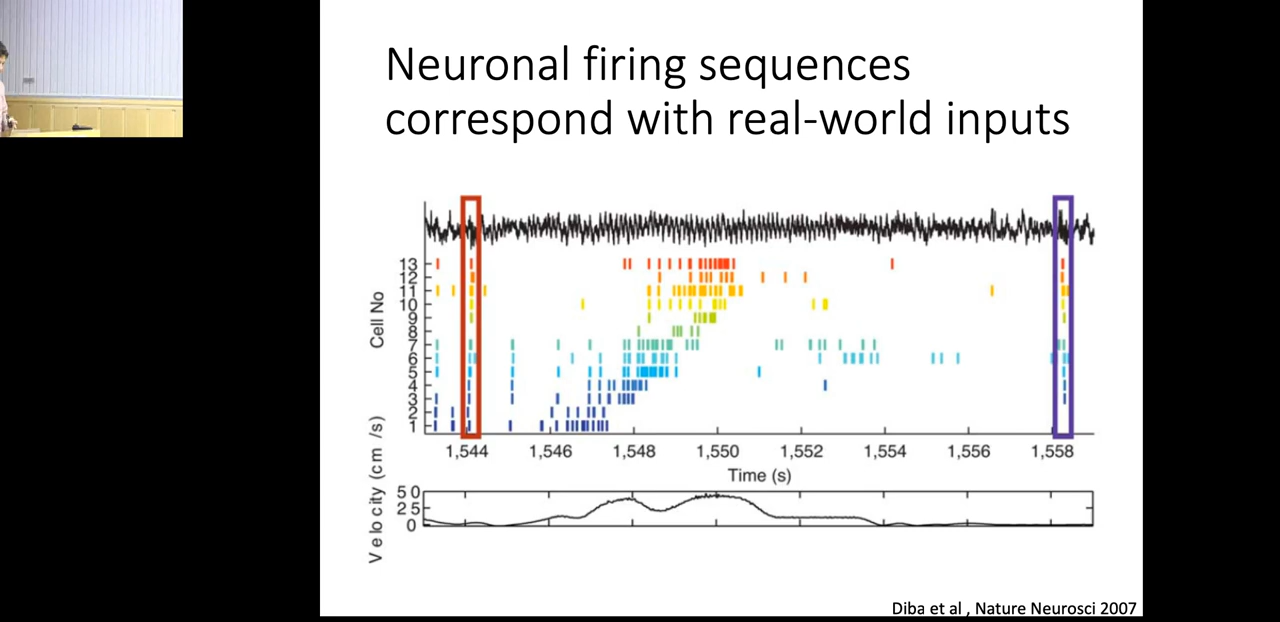 Neuronal firing sequences
correspond with real-world inputs
Cell No
13
12
11
10
9
8
7
6
5
4
3
2
1
1,544 1,546 1,548 1,550 1,552 1,554 1,556 1,558
Time (s)
Velocity (cm /s)
50
25
0
Diba et al , Nature Neurosci 2007